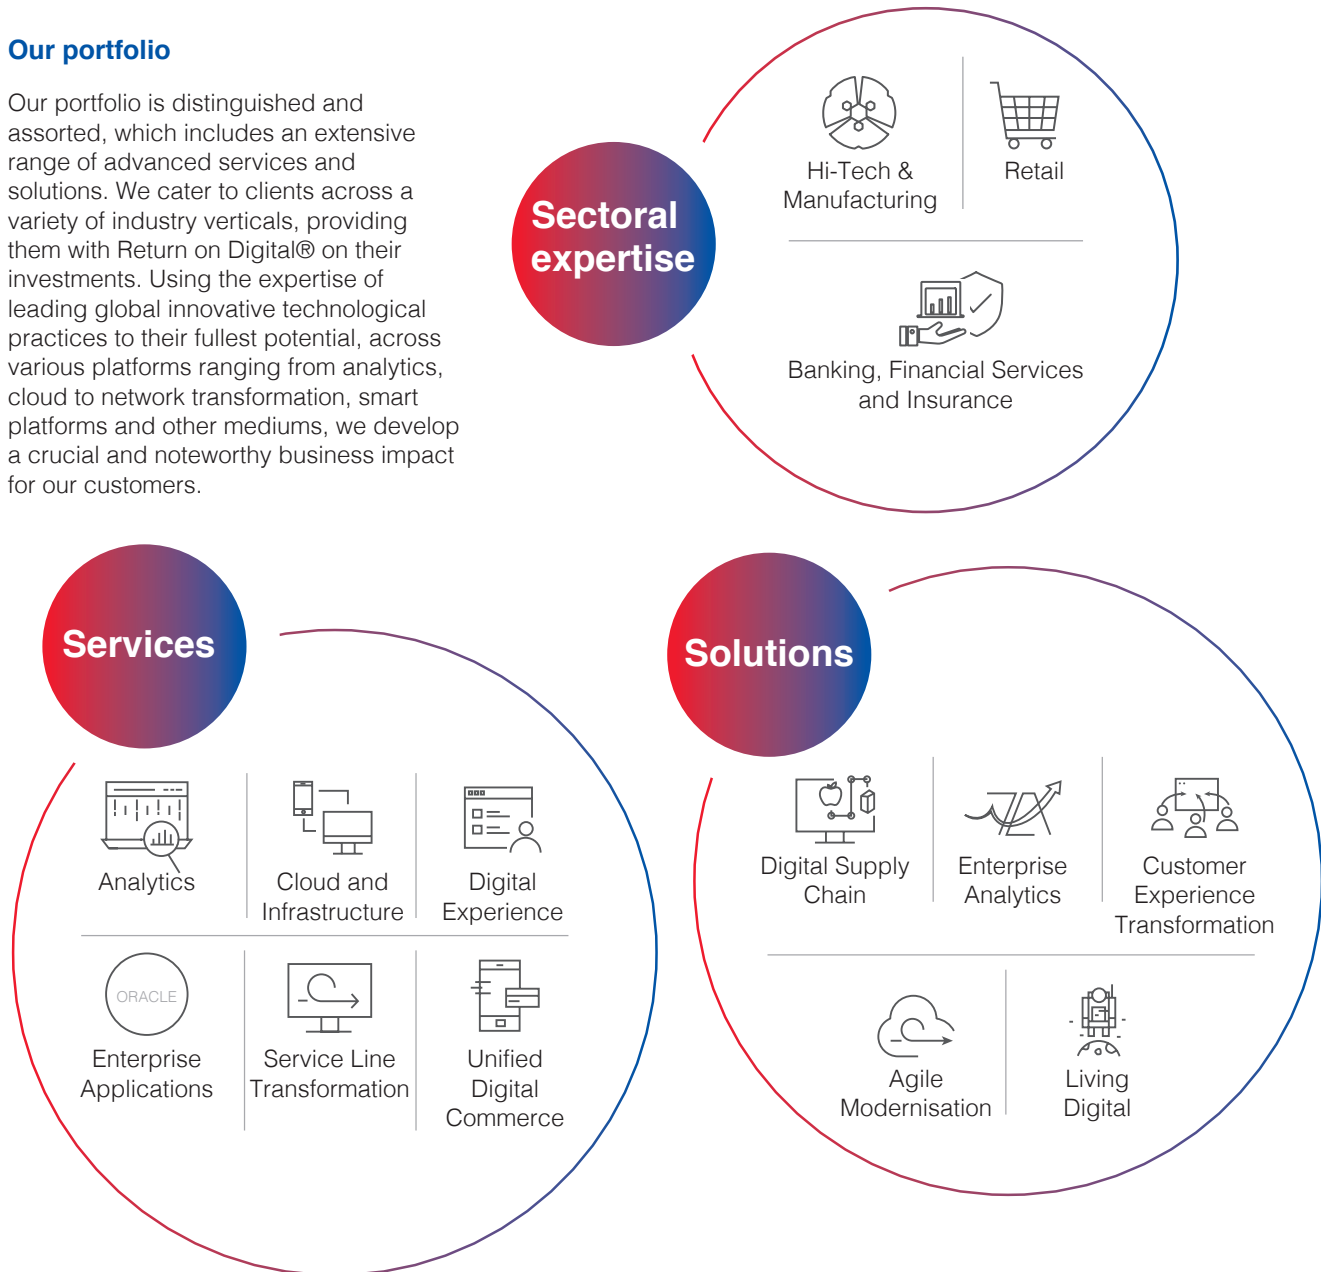 Our portfolio
Our portfolio is distinguished and
assorted, which includes an extensive
range of advanced services and
solutions. We cater to clients across a
variety of industry verticals, providing
them with Return on Digital® on their
investments. Using the expertise of
leading global innovative technological
practices to their fullest potential, across
various platforms ranging from analytics,
cloud to network transformation, smart
platforms and other mediums, we develop
a crucial and noteworthy business impact
for our customers.
Sectoral
expertise
Hi-Tech &
Manufacturing
Retail
Banking, Financial Services
and Insurance
Services
Analytics
Cloud and
Infrastructure
Digital
Experience
ORACLE
Enterprise
Applications
Service Line
Transformation
Unified
Digital
Commerce
Solutions
Digital Supply
Chain
Enterprise
Analytics
Customer
Experience
Transformation
Agile
Modernisation
Living
Digital